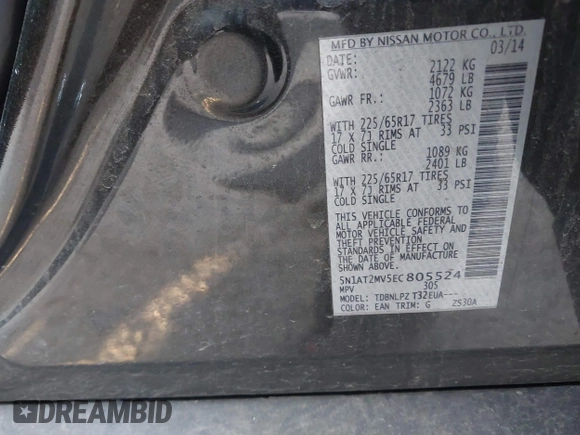 MFD BY NISSAN MOTOR CO., LTD.
DATE: 03/14
GVWR: 2122 KG
4679 LB
GAWR FR.: 1072 KG
2363 LB
WITH 225/65R17 TIRES
17 X 7J RIMS AT 33 PSI
COLD SINGLE
GAWR RR.: 1089 KG
2401 LB
WITH 225/65R17 TIRES
17 X 7J RIMS AT 33 PSI
COLD SINGLE
THIS VEHICLE CONFORMS TO
ALL APPLICABLE FEDERAL
MOTOR VEHICLE SAFETY AND
THEFT PREVENTION
STANDARDS IN EFFECT ON
THE DATE OF MANUFACTURE
SHOWN ABOVE.
5N1AT2MV5EC805524
MPV 305
MODEL: TDBNLPZ T32EUA---
COLOR: EAN TRIM: G ZS30A
DREAMBID